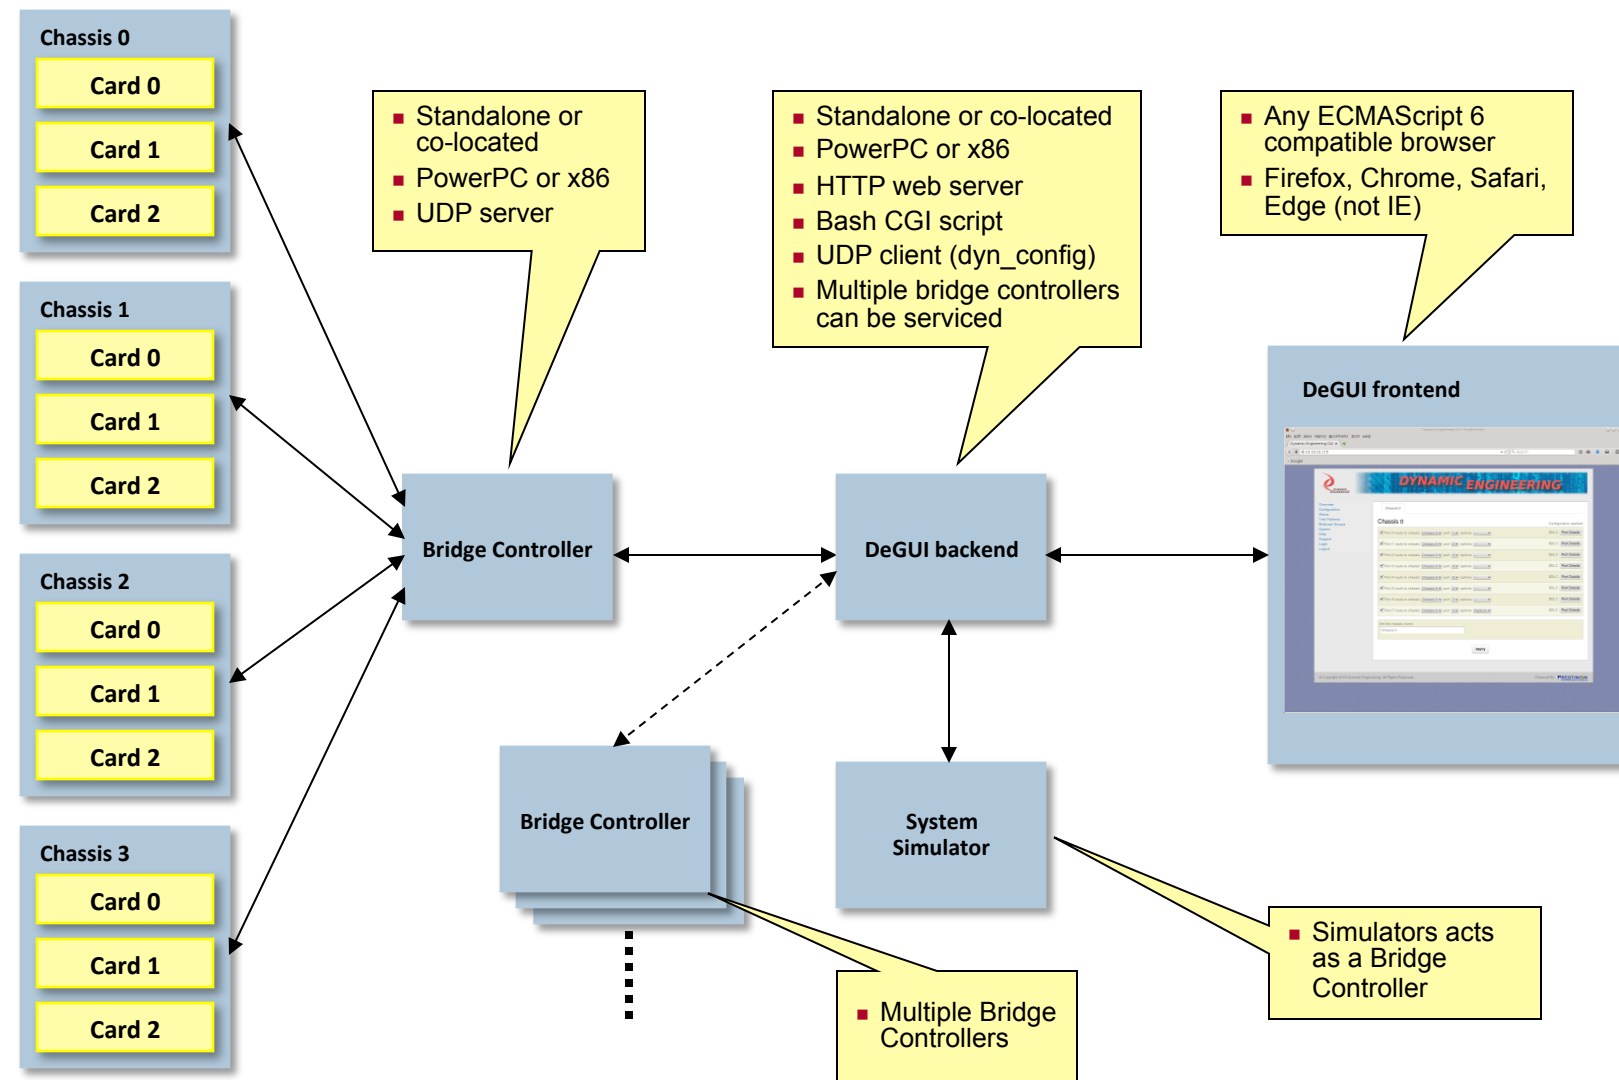 Chassis 0
Card 0
Card 1
Card 2
Chassis 1
Card 0
Card 1
Card 2
Chassis 2
Card 0
Card 1
Card 2
Chassis 3
Card 0
Card 1
Card 2
Standalone or
co-located
PowerPC or x86
UDP server
Bridge Controller
Standalone or co-located
PowerPC or x86
HTTP web server
Bash CGI script
UDP client (dyn_config)
Multiple bridge controllers
can be serviced
DeGUI backend
Any ECMAScript 6
compatible browser
Firefox, Chrome, Safari,
Edge (not IE)
DeGUI frontend
DYNAMIC ENGINEERING
Chassis 0
Apply
Bridge Controller
Multiple Bridge
Controllers
System
Simulator
Simulators acts
as a Bridge
Controller